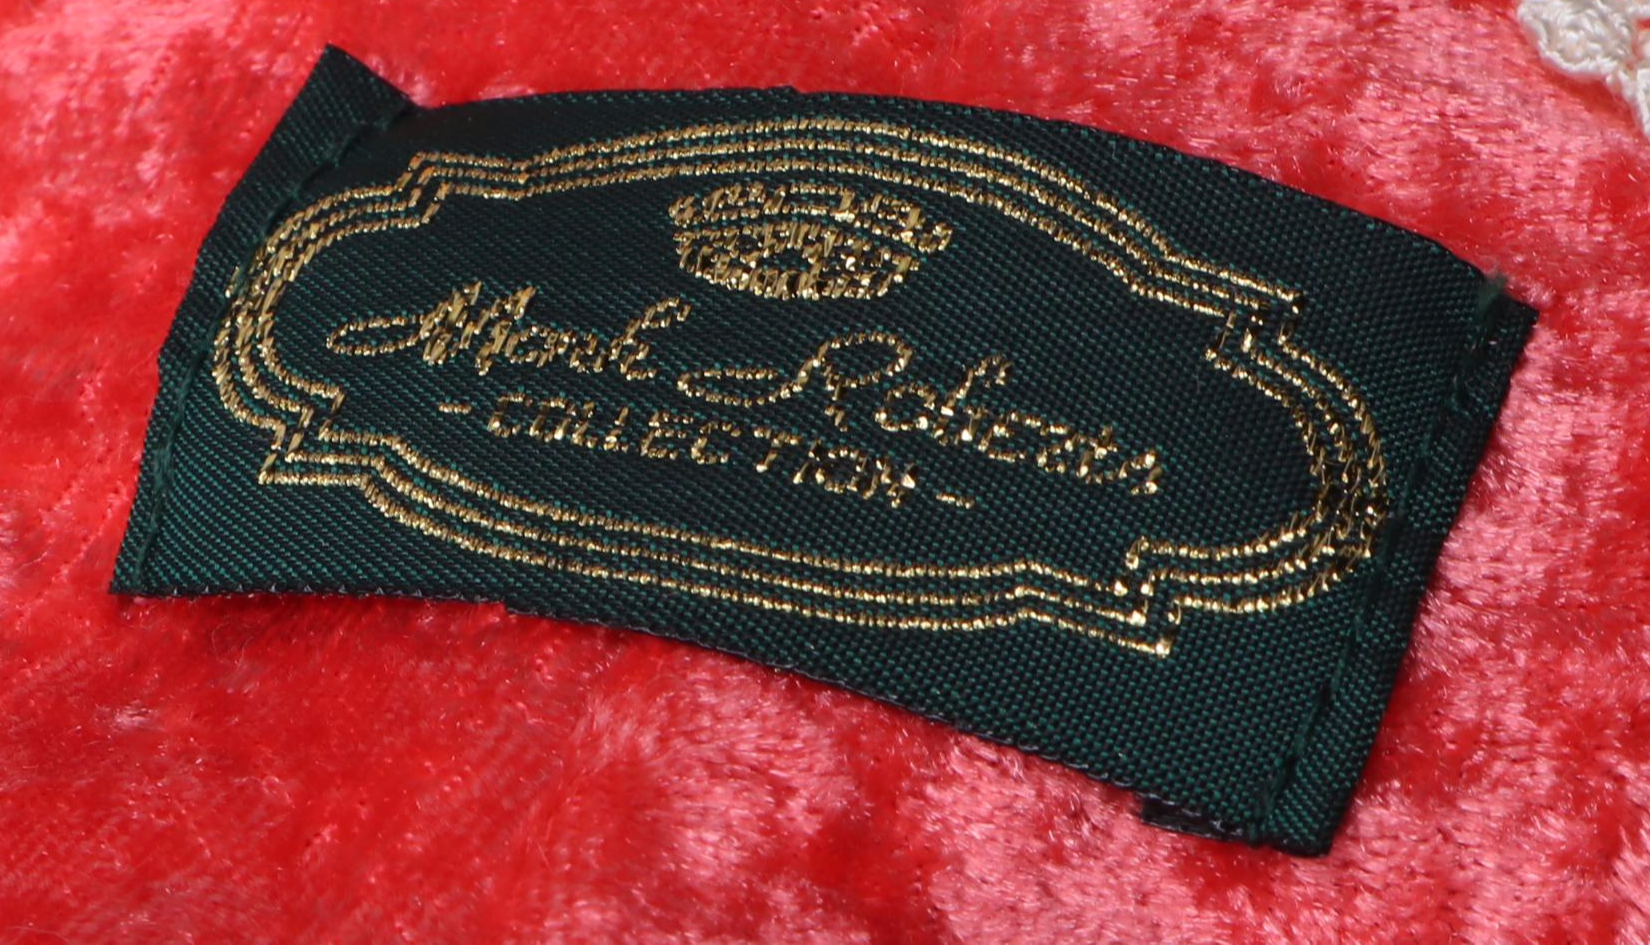 Mark Roberts
- COLLECTION -